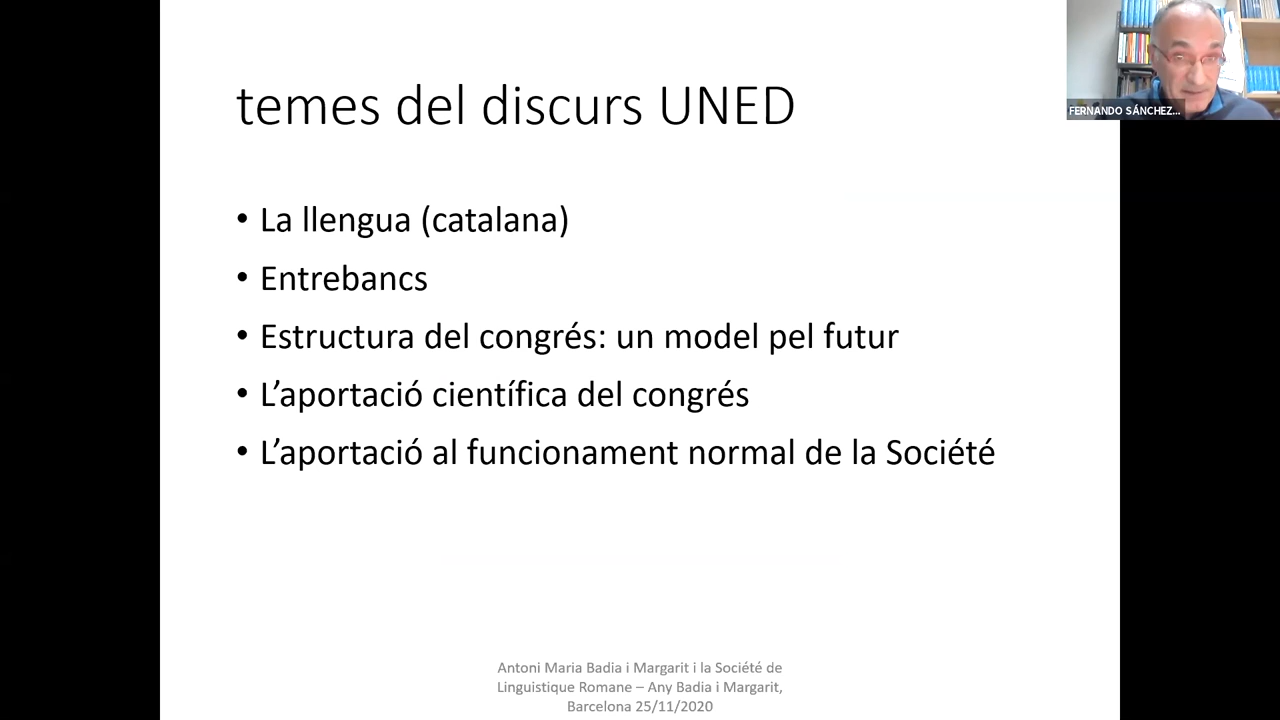 temes del discurs UNED
FERNANDO SÁNCHEZ...
• La llengua (catalana)
• Entrebancs
• Estructura del congrés: un model pel futur
• L’aportació científica del congrés
• L’aportació al funcionament normal de la Société
Antoni Maria Badia i Margarit i la Société de
Linguistique Romane – Any Badia i Margarit,
Barcelona 25/11/2020